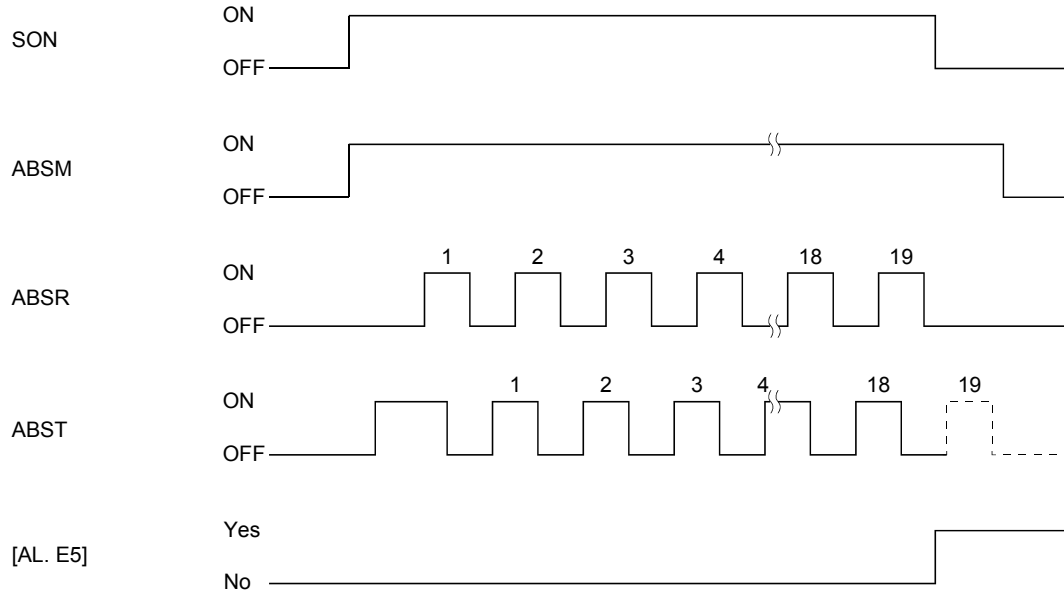 SON
ON
OFF
ABSM
ON
OFF
ABSR
ON
OFF
1 2 3 4 18 19
ABST
ON
OFF
1 2 3 4 18 19
[AL. E5]
Yes
No